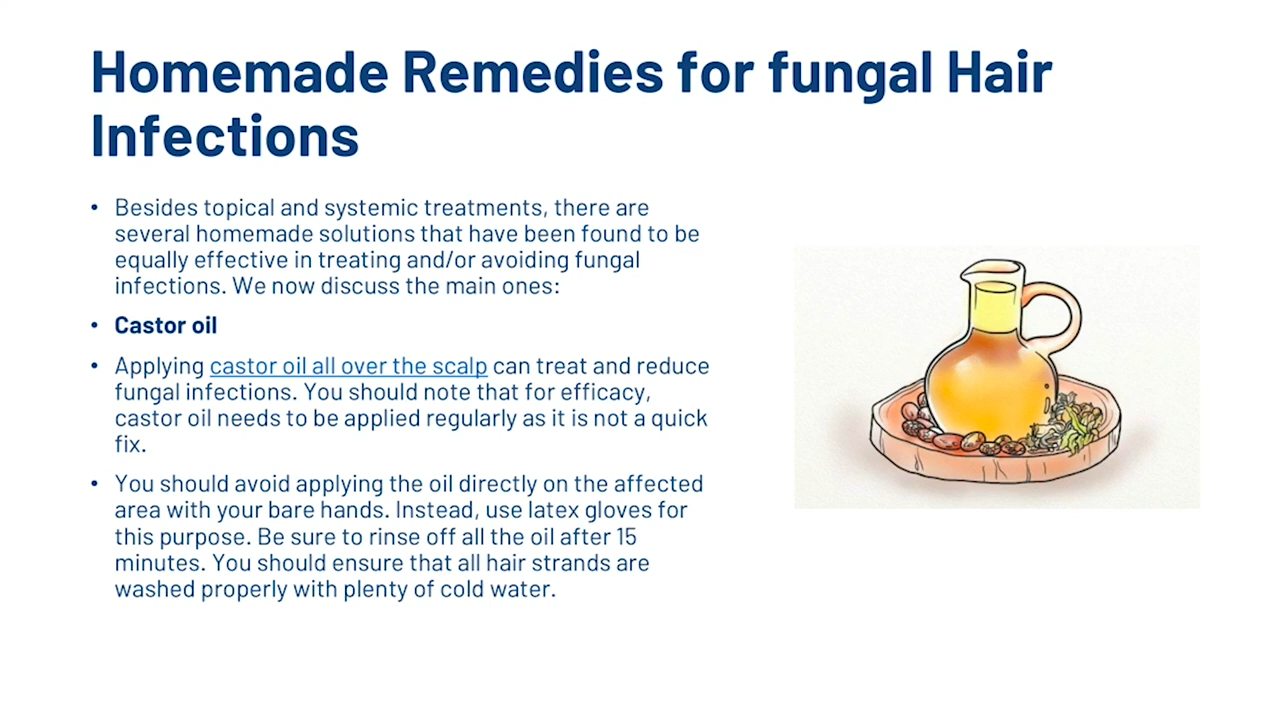 Homemade Remedies for fungal Hair
Infections
• Besides topical and systemic treatments, there are
several homemade solutions that have been found to be
equally effective in treating and/or avoiding fungal
infections. We now discuss the main ones:
• Castor oil
• Applying castor oil all over the scalp can treat and reduce
fungal infections. You should note that for efficacy,
castor oil needs to be applied regularly as it is not a quick
fix.
• You should avoid applying the oil directly on the affected
area with your bare hands. Instead, use latex gloves for
this purpose. Be sure to rinse off all the oil after 15
minutes. You should ensure that all hair strands are
washed properly with plenty of cold water.